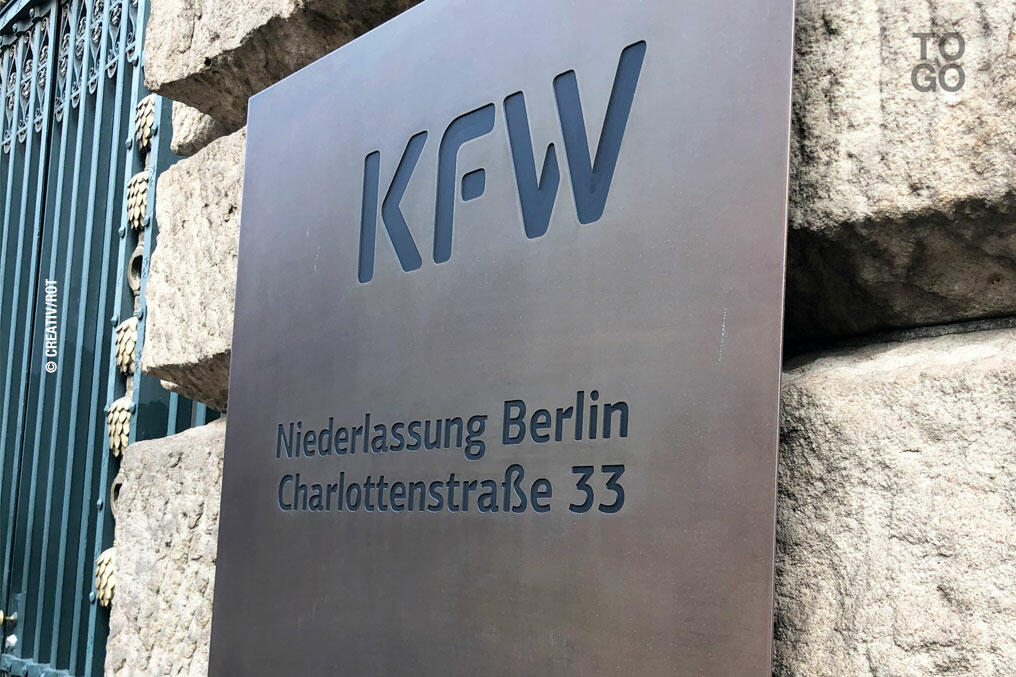 TO
GO
KFW
Niederlassung Berlin
Charlottenstraße 33
© CREATIV/ROT